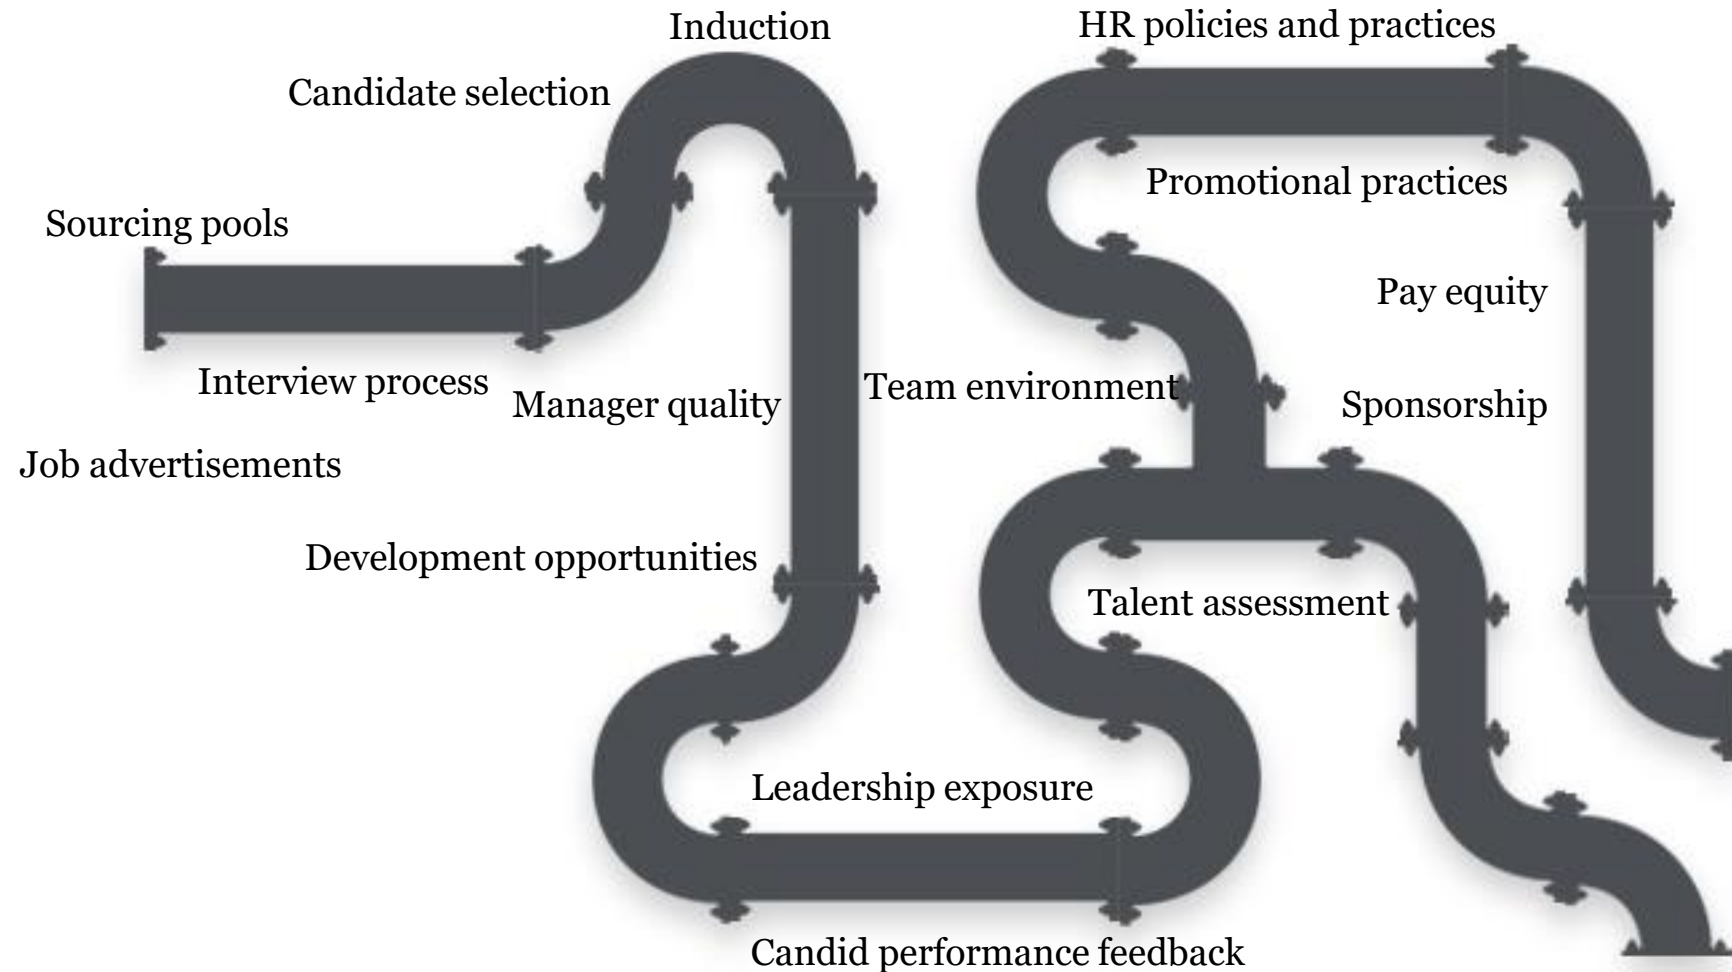 Induction
HR policies and practices
Candidate selection
Promotional practices
Sourcing pools
Pay equity
Interview process
Manager quality
Team environment
Sponsorship
Job advertisements
Development opportunities
Talent assessment
Leadership exposure
Candid performance feedback